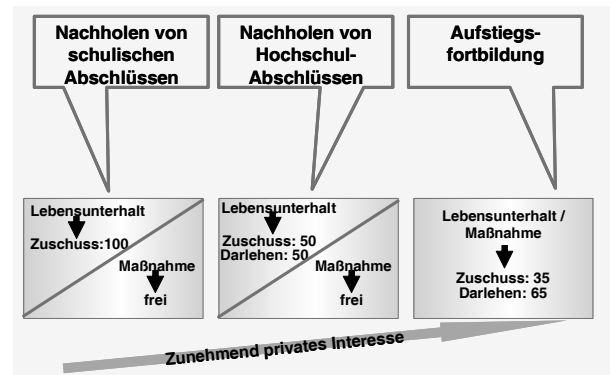 Nachholen von
schulischen
Abschlüssen
Nachholen von
Hochschul-
Abschlüssen
Aufstiegs-
fortbildung
Lebensunterhalt
Zuschuss:100
Maßnahme
frei
Lebensunterhalt
Zuschuss: 50
Darlehen: 50
Maßnahme
frei
Lebensunterhalt /
Maßnahme
Zuschuss: 35
Darlehen: 65
Zunehmend privates Interesse